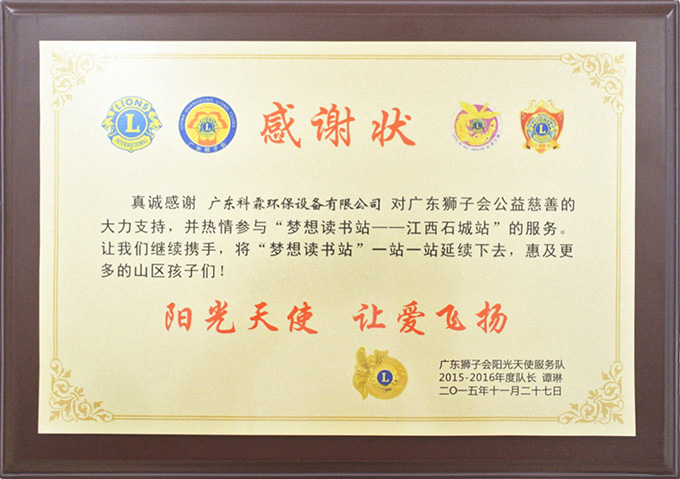 LIONS
L
INTERNATIONAL
感谢状
真诚感谢 广东科霖环保设备有限公司 对广东狮子会公益慈善的
大力支持，并热情参与“梦想读书站——江西石城站”的服务。
让我们继续携手，将“梦想读书站”一站一站延续下去，惠及更
多的山区孩子们！
阳光天使 让爱飞扬
L
广东狮子会阳光天使服务队
2015-2016年度队长 谭琳
二〇一五年十一月二十七日